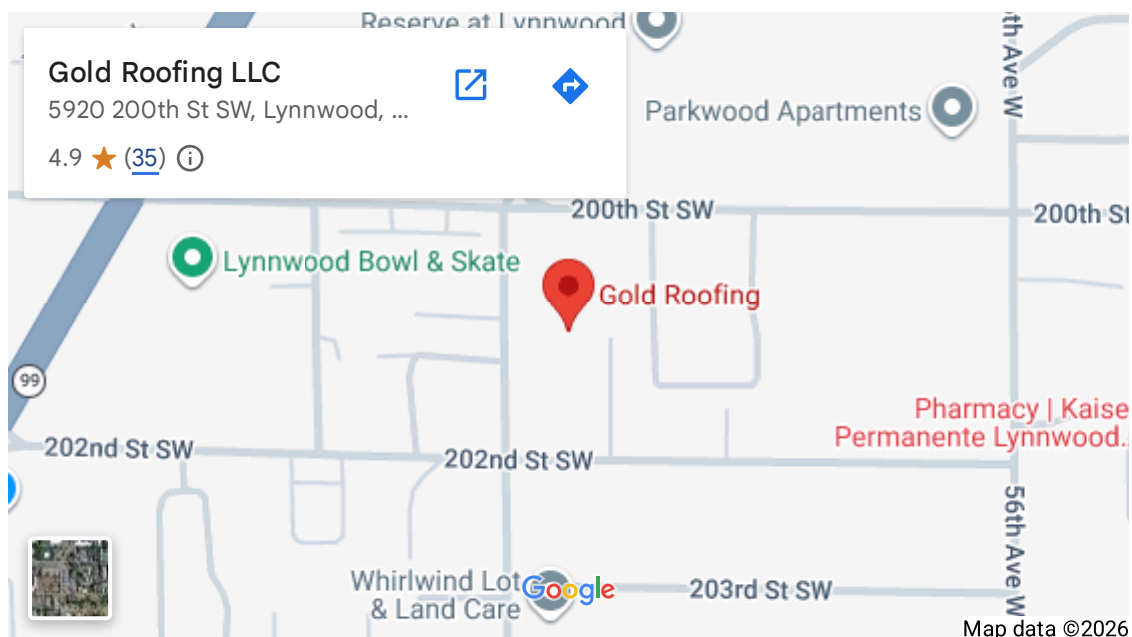 Reserve at Lynnwood
Gold Roofing LLC
5920 200th St SW, Lynnwood, ...
4.9 ★ (35)
Parkwood Apartments
th Ave W
200th St SW
200th St
Lynnwood Bowl & Skate
Gold Roofing
99
Pharmacy | Kaise
Permanente Lynnwood..
202nd St SW
202nd St SW
56th Ave W
Whirlwind Lot
& Land Care
Google
203rd St SW
Map data ©2026